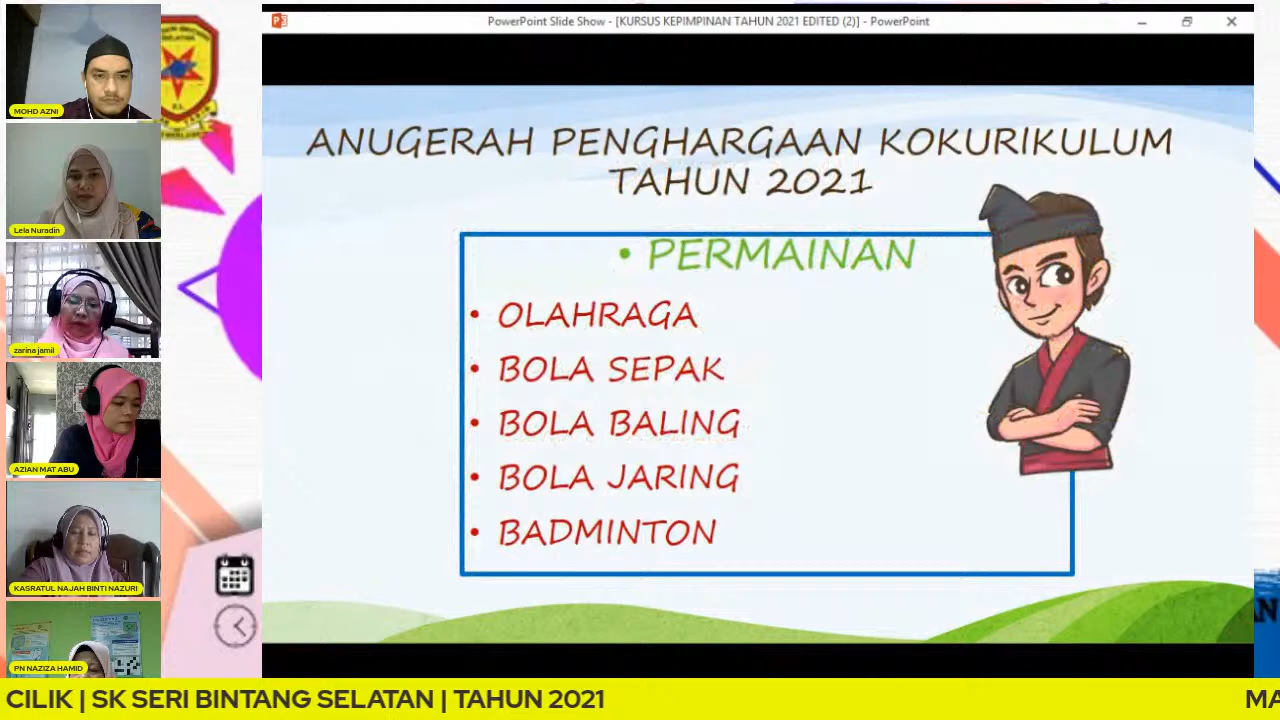 PowerPoint Slide Show - [KURSUS KEPIMPINAN TAHUN 2021 EDITED (2)] - PowerPoint
MOHD AZNI
Lela Nuradin
zarina jamil
AZIAN MAT ABU
KASRATUL NAJAH BINTI NAZURI
PN NAZIZA HAMID
ANUGERAH PENGHARGAAN KOKURIKULUM
TAHUN 2021
• PERMAINAN
• OLAHRAGA
• BOLA SEPAK
• BOLA BALING
• BOLA JARING
• BADMINTON
CILIK | SK SERI BINTANG SELATAN | TAHUN 2021
MA